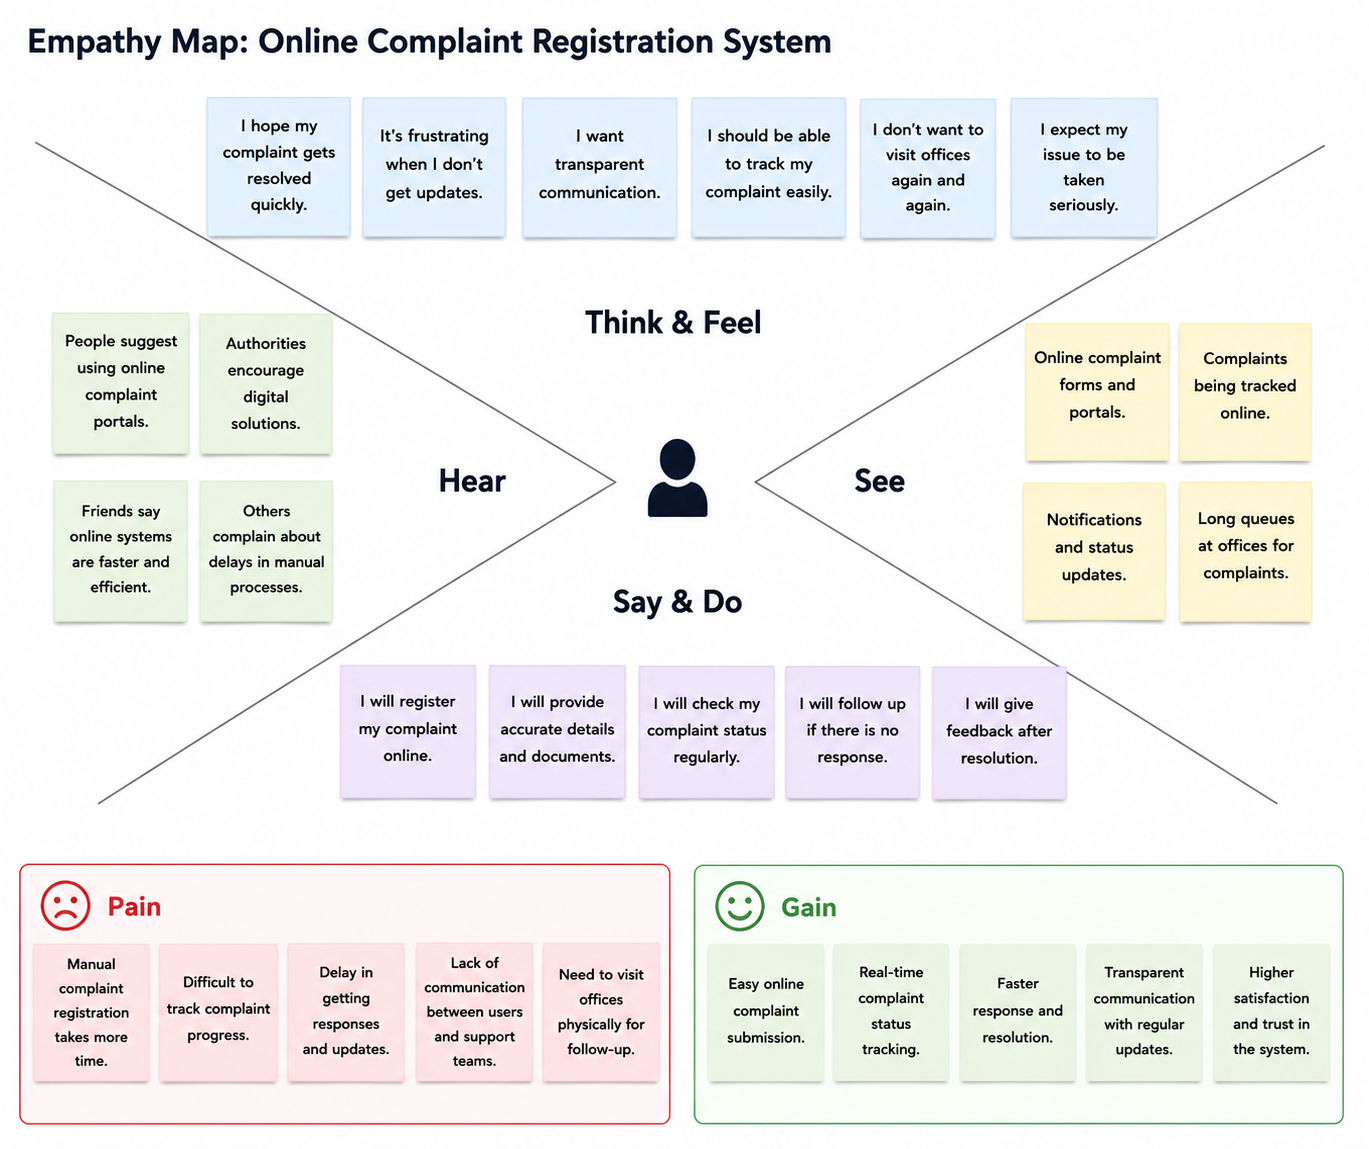 Empathy Map: Online Complaint Registration System
I hope my
complaint gets
resolved
quickly.
It's frustrating
when I don't
get updates.
I want
transparent
communication.
I should be able
to track my
complaint easily.
I don't want to
visit offices
again and
again.
I expect my
issue to be
taken
seriously.
Think & Feel
People suggest
using online
complaint
portals.
Authorities
encourage
digital
solutions.
Friends say
online systems
are faster and
efficient.
Others
complain about
delays in manual
processes.
Hear
See
Online complaint
forms and
portals.
Complaints
being tracked
online.
Notifications
and status
updates.
Long queues
at offices for
complaints.
Say & Do
I will register
my complaint
online.
I will provide
accurate details
and documents.
I will check my
complaint status
regularly.
I will follow up
if there is no
response.
I will give
feedback after
resolution.
Pain
Manual
complaint
registration
takes more
time.
Difficult to
track complaint
progress.
Delay in
getting
responses
and updates.
Lack of
communication
between users
and support
teams.
Need to visit
offices
physically for
follow-up.
Gain
Easy online
complaint
submission.
Real-time
complaint
status
tracking.
Faster
response and
resolution.
Transparent
communication
with regular
updates.
Higher
satisfaction
and trust in
the system.